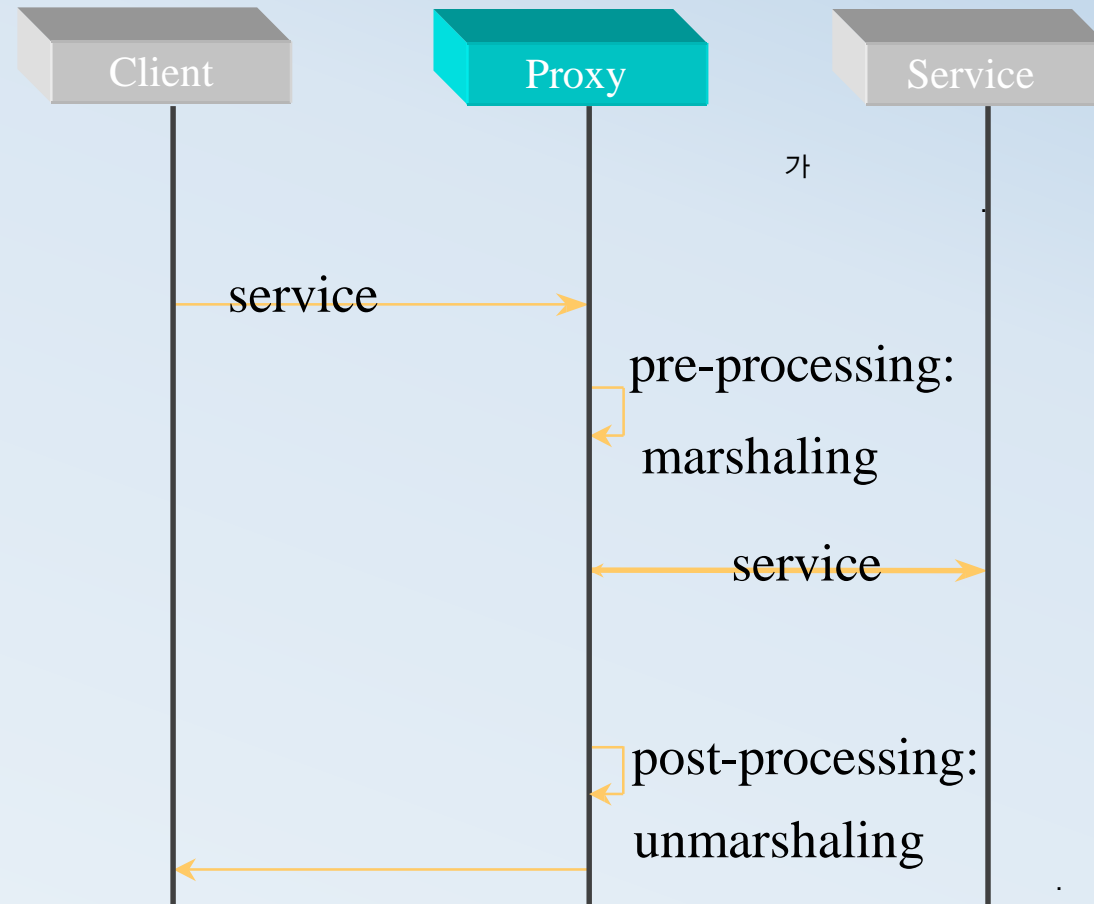 Client
Proxy
Service
가
.
service
pre-processing:
marshaling
service
post-processing:
unmarshaling
.